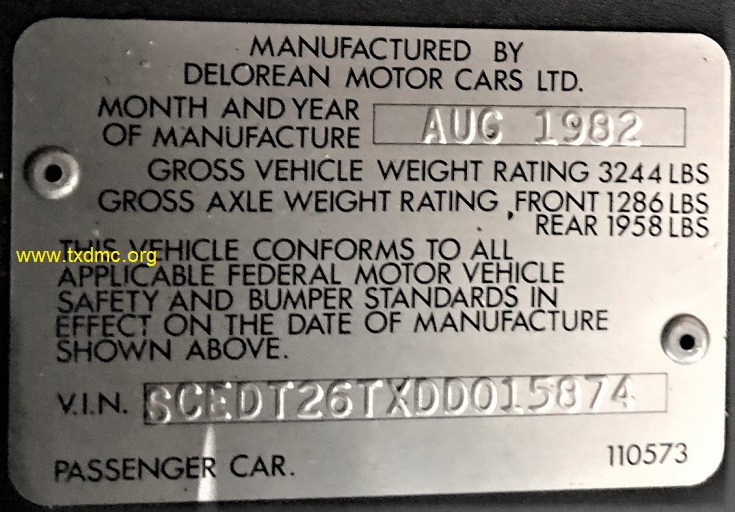 MANUFACTURED BY
DELOREAN MOTOR CARS LTD.
MONTH AND YEAR
OF MANUFACTURE AUG 1982
GROSS VEHICLE WEIGHT RATING 3244 LBS
GROSS AXLE WEIGHT RATING , FRONT 1286 LBS
REAR 1958 LBS
www.txdmc.org
THIS VEHICLE CONFORMS TO ALL
APPLICABLE FEDERAL MOTOR VEHICLE
SAFETY AND BUMPER STANDARDS IN
EFFECT ON THE DATE OF MANUFACTURE
SHOWN ABOVE.
V.I.N. SCEDT26TXDD015874
PASSENGER CAR. 110573